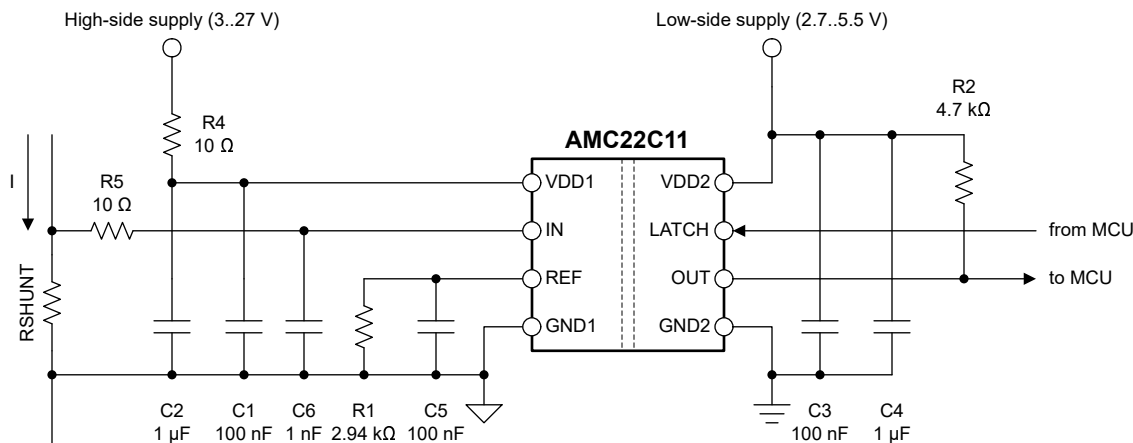 High-side supply (3..27 V)
Low-side supply (2.7..5.5 V)
R4
10 Ω
R2
4.7 kΩ
AMC22C11
I
R5
10 Ω
RSHUNT
VDD1
VDD2
IN
LATCH
from MCU
REF
OUT
to MCU
GND1
GND2
C2
1 µF
C1
100 nF
C6
1 nF
R1
2.94 kΩ
C5
100 nF
C3
100 nF
C4
1 µF